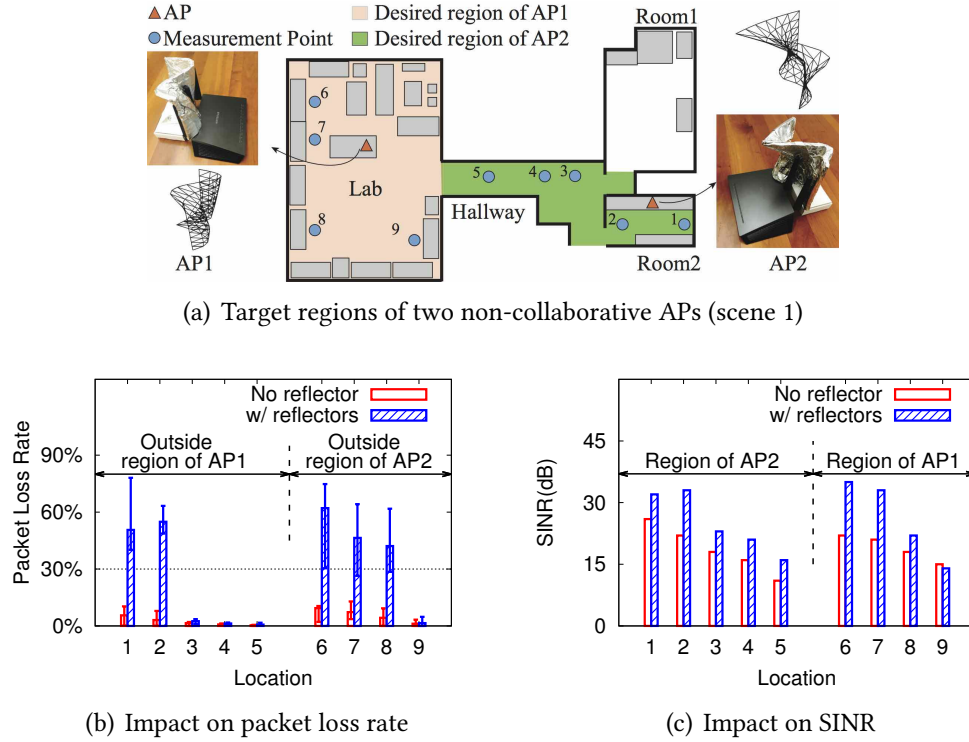 AP
Measurement Point
Desired region of AP1
Desired region of AP2
Room1
6
7
Lab
5
4
3
8
9
Hallway
2
1
AP1
Room2
AP2
(a) Target regions of two non-collaborative APs (scene 1)
No reflector
w/ reflectors
90%
60%
30%
0%
Packet Loss Rate
Outside
region of AP1
Outside
region of AP2
1 2 3 4 5 6 7 8 9
Location
(b) Impact on packet loss rate
No reflector
w/ reflectors
45
30
15
0
SINR(dB)
Region of AP2
Region of AP1
1 2 3 4 5 6 7 8 9
Location
(c) Impact on SINR